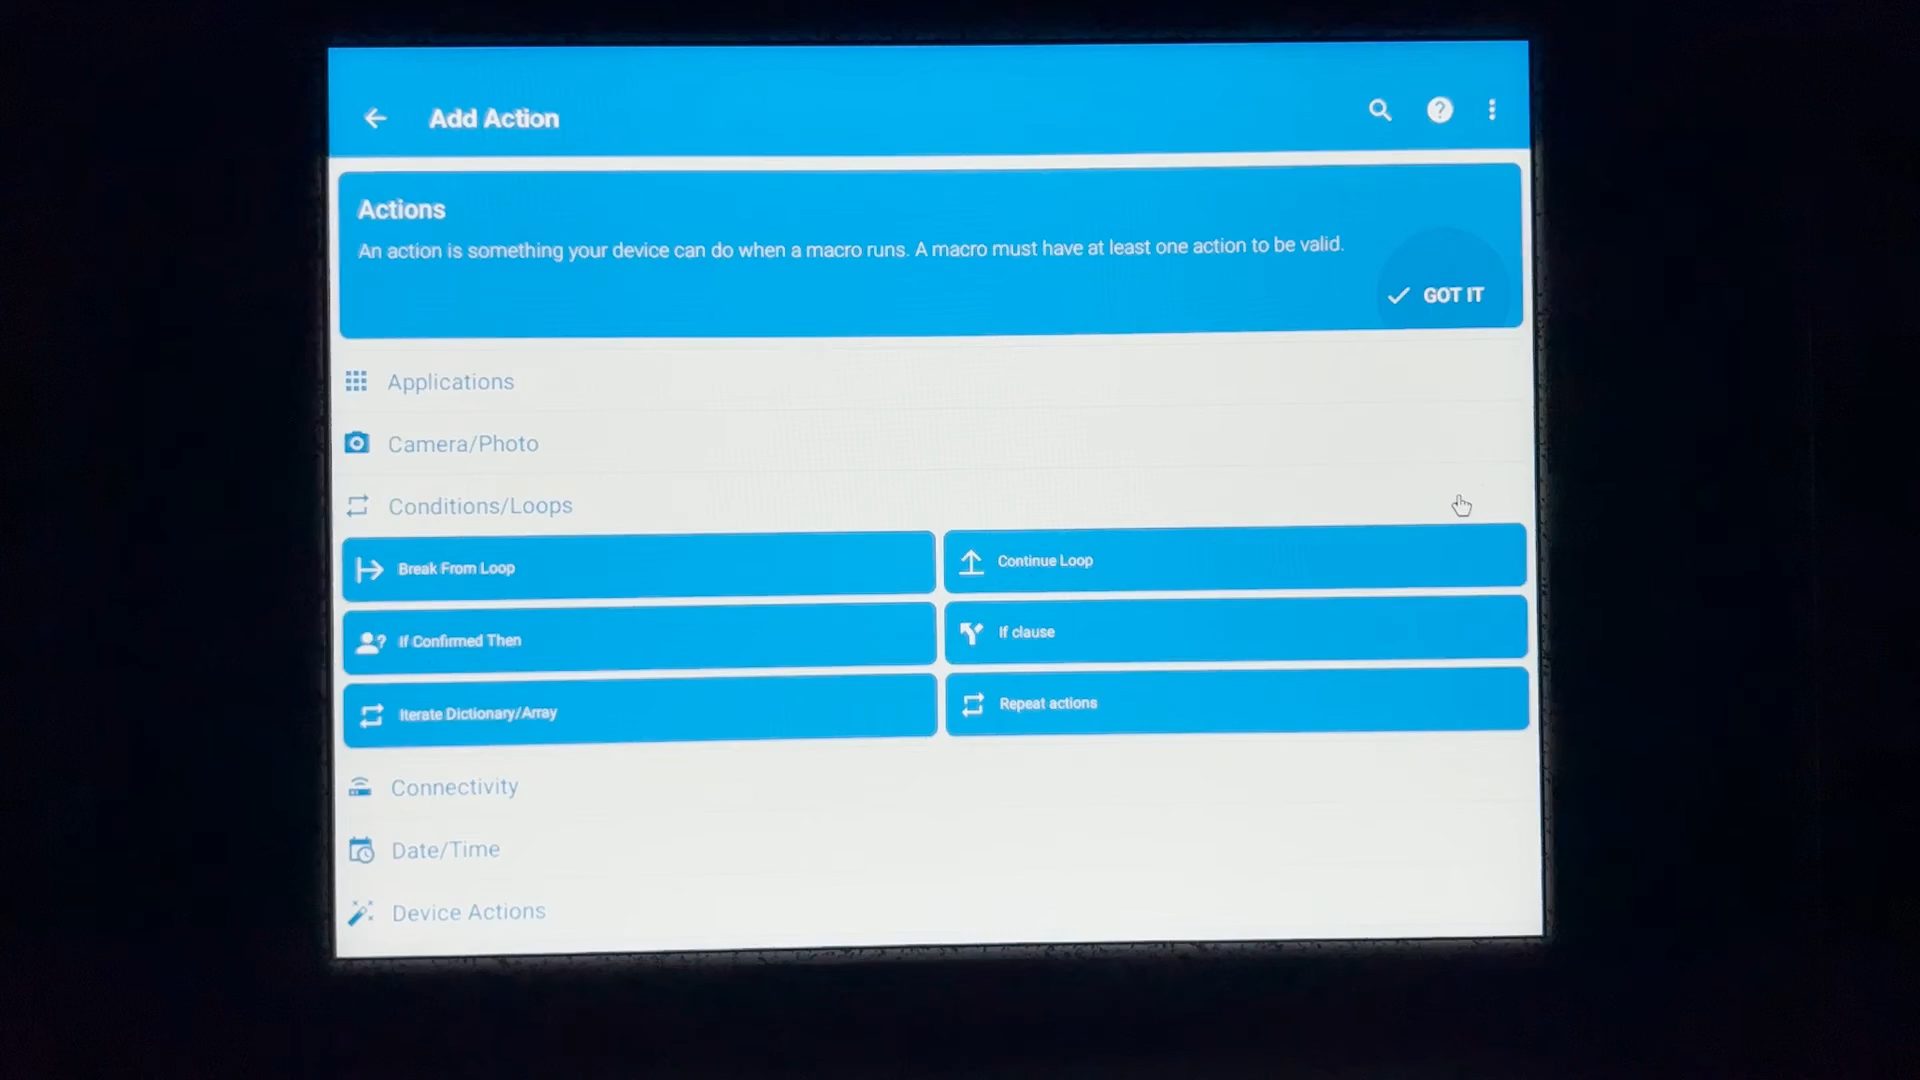 Add Action
Actions
An action is something your device can do when a macro runs. A macro must have at least one action to be valid.
GOT IT
Applications
Camera/Photo
Conditions/Loops
Break From Loop
Continue Loop
If Confirmed Then
If clause
Iterate Dictionary/Array
Repeat actions
Connectivity
Date/Time
Device Actions